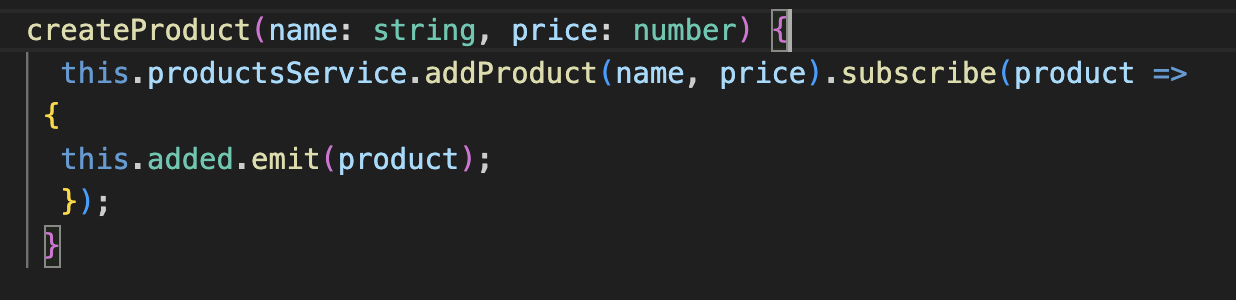 createProduct(name: string, price: number) {
  this.productsService.addProduct(name, price).subscribe(product =>
 {
  this.added.emit(product);
  });
 }